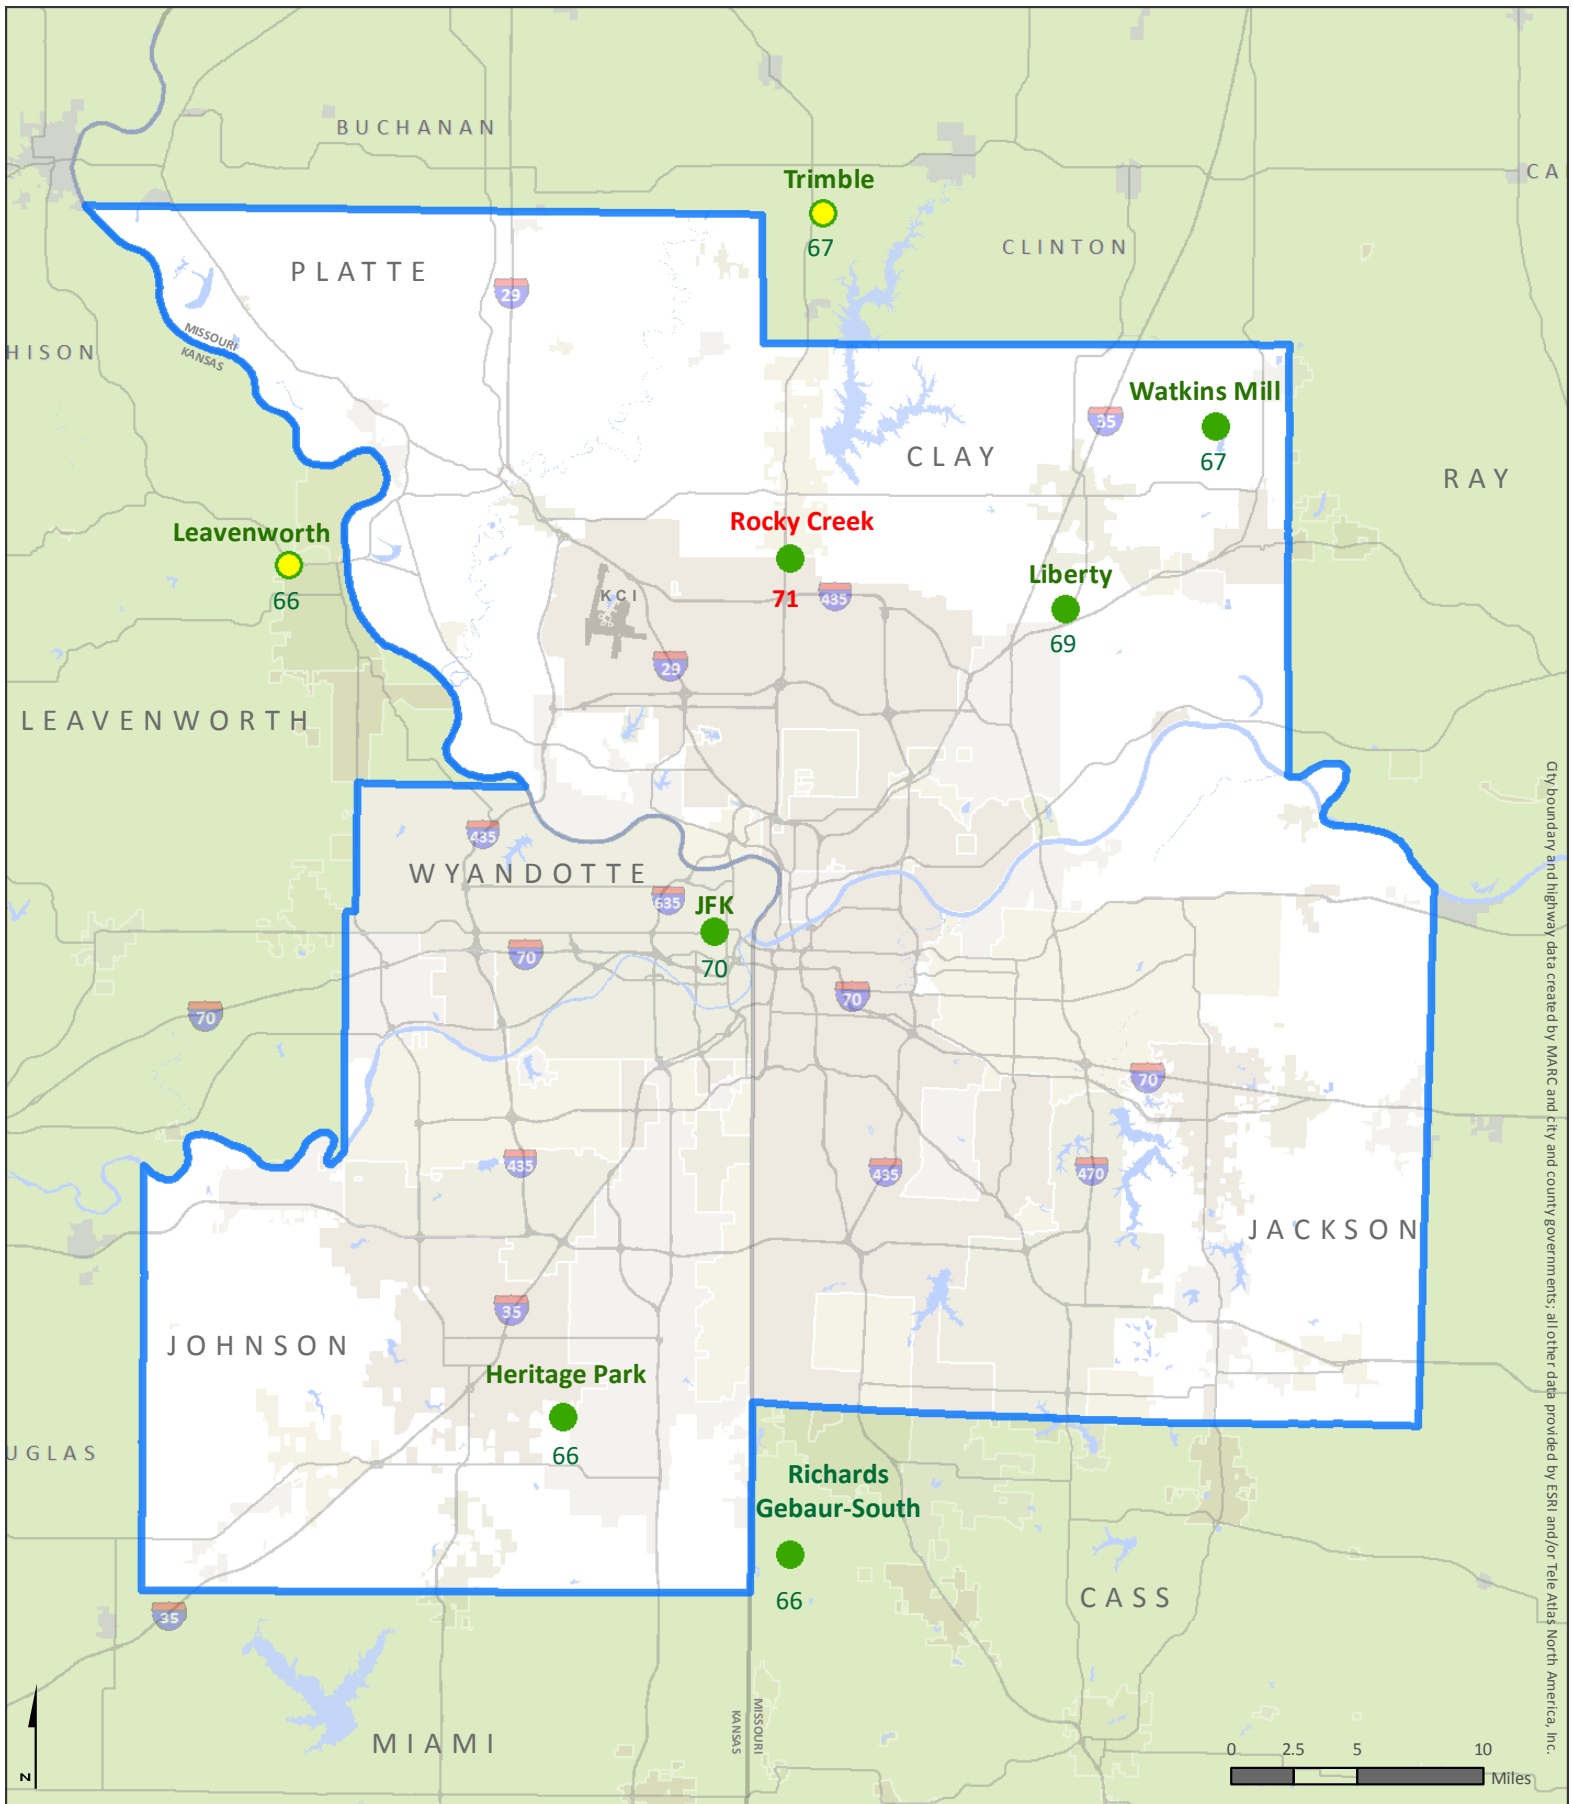 BUCHANAN
CA
Trimble
67
CLINTON
PLATTE
29
MISSOURI
KANSAS
HISON
Watkins Mill
35
67
CLAY
RAY
Leavenworth
66
Rocky Creek
71
435
KCI
Liberty
69
29
LEAVENWORTH
435
WYANDOTTE
635
JFK
70
70
70
70
70
435
435
470
JACKSON
35
JOHNSON
Heritage Park
66
UGLAS
Richards
Gebaur-South
66
CASS
35
MIAMI
KANSAS
MISSOURI
N
0 2.5 5 10
Miles
City boundary and highway data created by MARC and city and county governments; all other data provided by ESRI and/or Tele Atlas North America, Inc.